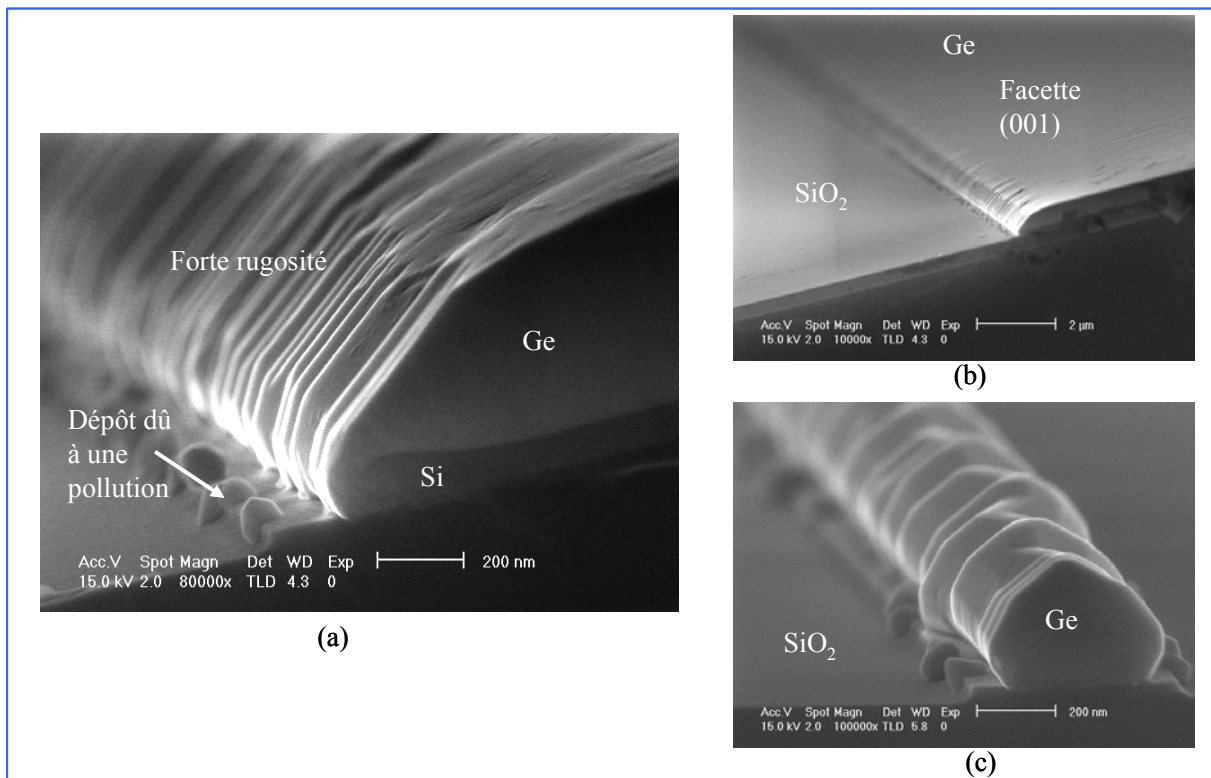 Forte rugosité
Ge
Dépôt dû
à une
pollution
Si
Acc.V Spot Magn Det WD Exp
15.0 kV 2.0 80000x TLD 4.3 0 200 nm
(a)
Ge
Facette
(001)
SiO₂
Acc.V Spot Magn Det WD Exp
15.0 kV 2.0 10000x TLD 4.3 0 2 µm
(b)
Ge
SiO₂
Acc.V Spot Magn Det WD Exp
15.0 kV 2.0 100000x TLD 5.8 0 200 nm
(c)